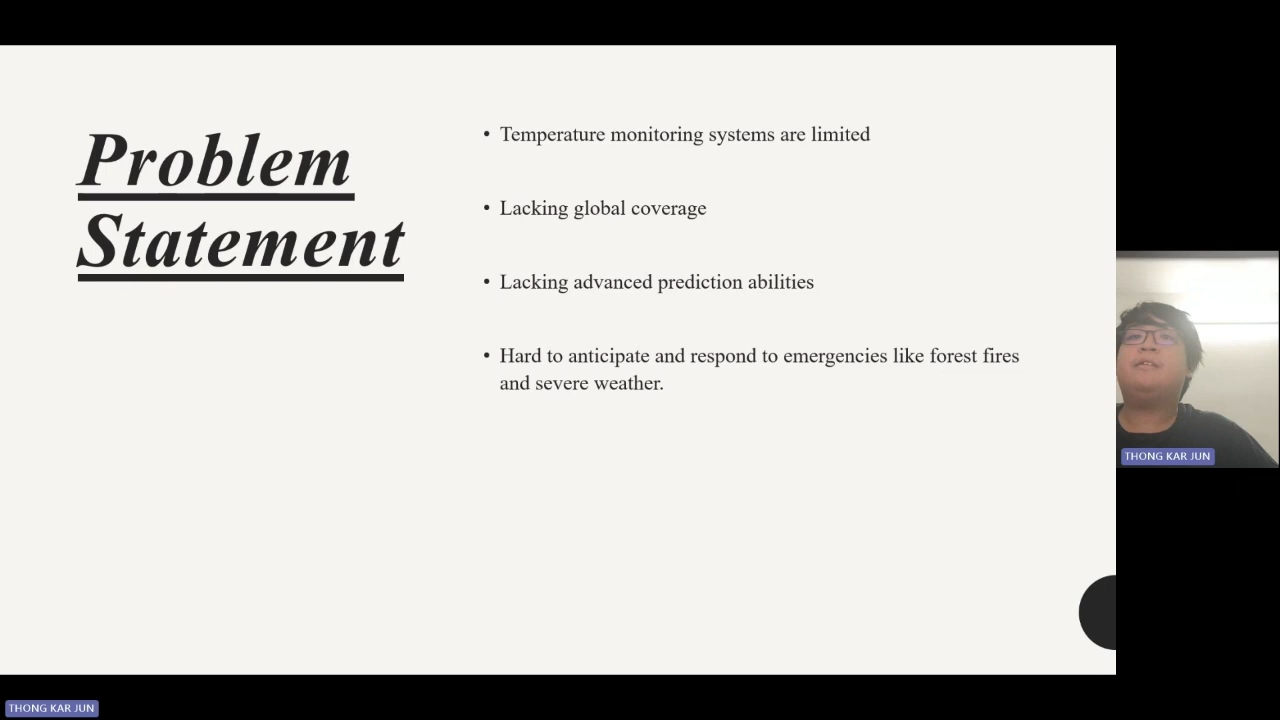 Problem
Statement
• Temperature monitoring systems are limited
• Lacking global coverage
• Lacking advanced prediction abilities
• Hard to anticipate and respond to emergencies like forest fires
and severe weather.
THONG KAR JUN
THONG KAR JUN